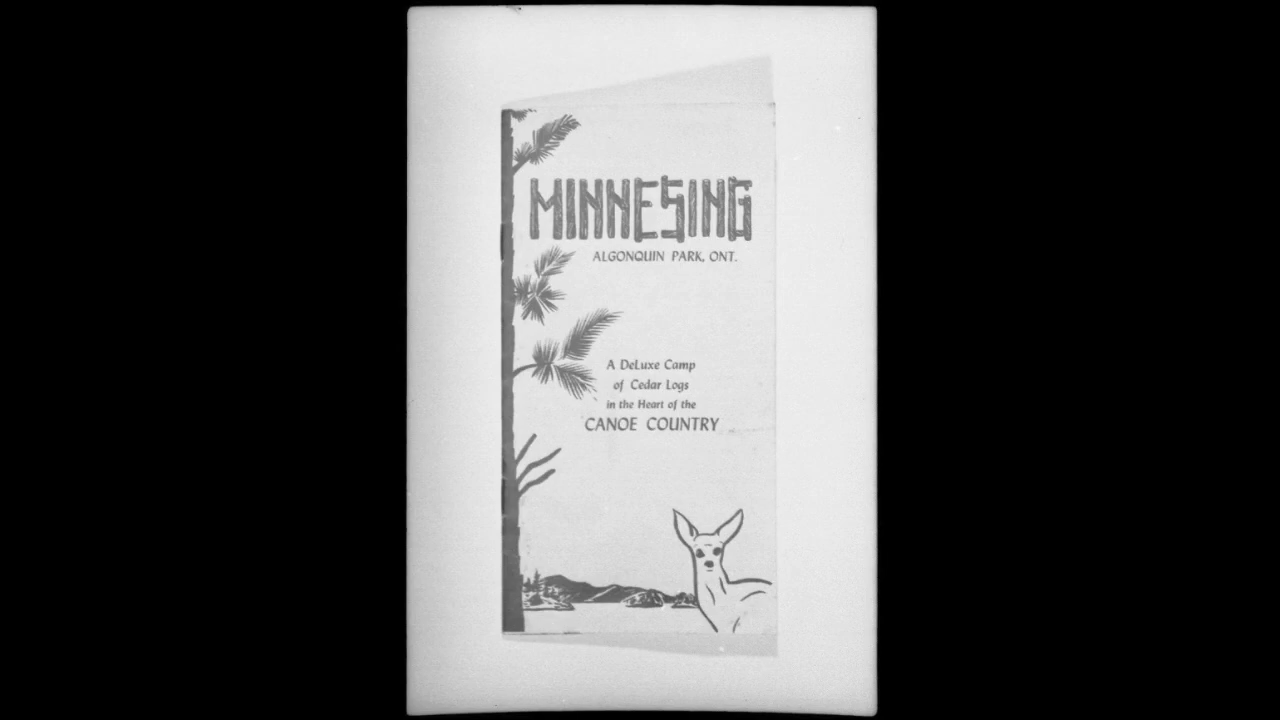 MINNESING
ALGONQUIN PARK, ONT.
A DeLuxe Camp
of Cedar Logs
in the Heart of the
CANOE COUNTRY